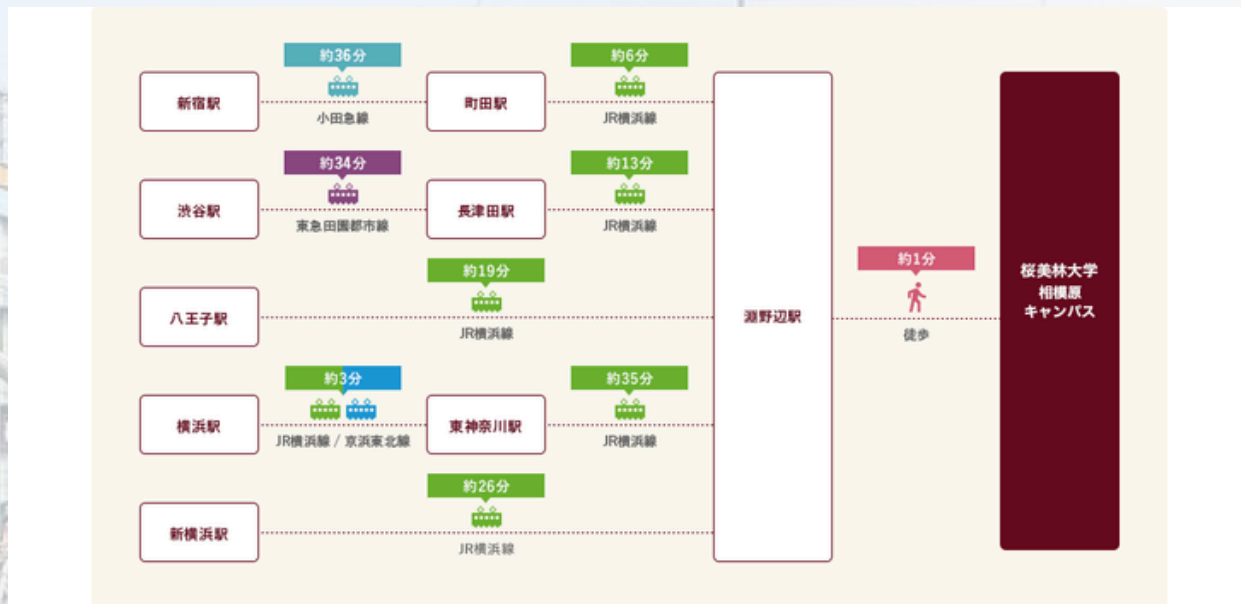 約36分
約6分
新宿駅
町田駅
小田急線
JR横浜線
約34分
約13分
渋谷駅
長津田駅
東急田園都市線
JR横浜線
約19分
八王子駅
JR横浜線
約3分
約35分
横浜駅
東神奈川駅
JR横浜線 / 京浜東北線
JR横浜線
約26分
新横浜駅
JR横浜線
淵野辺駅
約1分
徒歩
桜美林大学
相模原
キャンパス